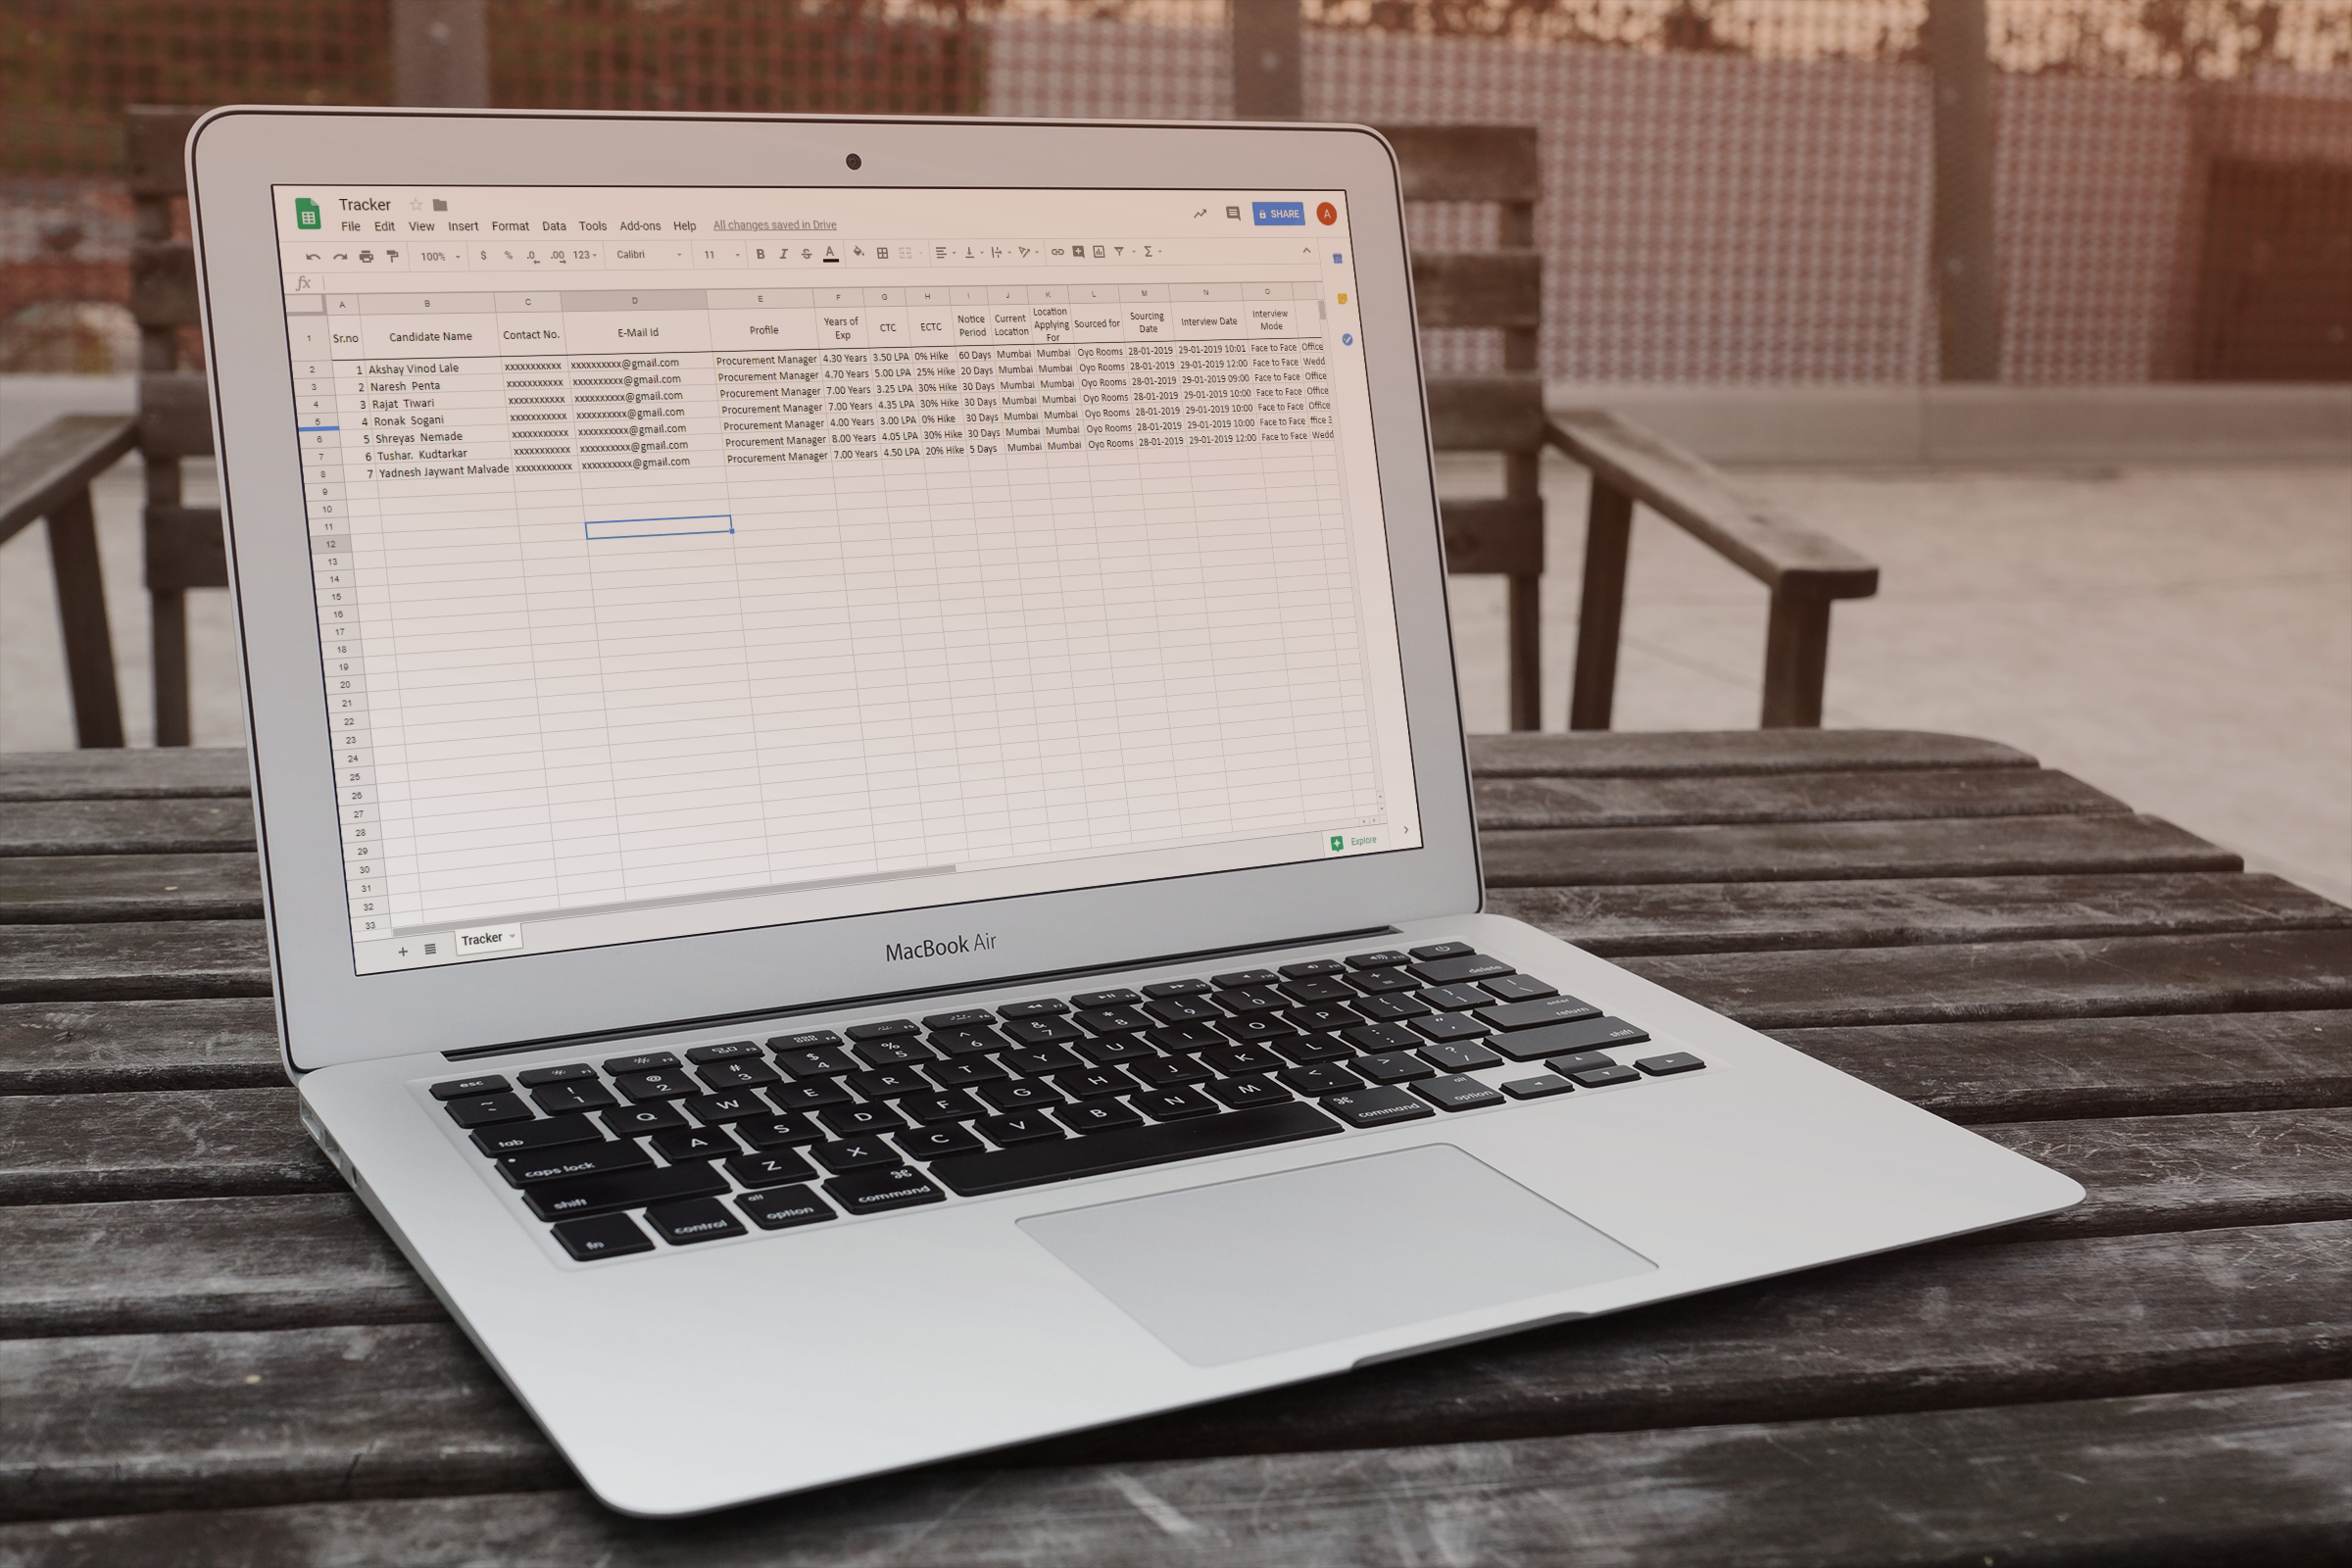 Tracker
File Edit View Insert Format Data Tools Add-ons Help All changes saved in Drive
SHARE A
100% $ % .0 .00 123 Calibri 11 B I S A Σ
fx
A B C D E F G H I J K L M N O
1 Sr.no Candidate Name Contact No. E-Mail Id Profile Years of Exp CTC ECTC Notice Period Current Location Location Applying For Sourced for Sourcing Date Interview Date Interview Mode
2 1 Akshay Vinod Lale xxxxxxxxxxx xxxxxxxxxx@gmail.com Procurement Manager 4.30 Years 3.50 LPA 0% Hike 60 Days Mumbai Mumbai Oyo Rooms 28-01-2019 29-01-2019 10:01 Face to Face Office
3 2 Naresh Penta xxxxxxxxxxx xxxxxxxxxx@gmail.com Procurement Manager 4.70 Years 5.00 LPA 25% Hike 20 Days Mumbai Mumbai Oyo Rooms 28-01-2019 29-01-2019 12:00 Face to Face Wedd
4 3 Rajat Tiwari xxxxxxxxxxx xxxxxxxxxx@gmail.com Procurement Manager 7.00 Years 3.25 LPA 30% Hike 30 Days Mumbai Mumbai Oyo Rooms 28-01-2019 29-01-2019 09:00 Face to Face Office
5 4 Ronak Sogani xxxxxxxxxxx xxxxxxxxxx@gmail.com Procurement Manager 7.00 Years 4.35 LPA 30% Hike 30 Days Mumbai Mumbai Oyo Rooms 28-01-2019 29-01-2019 10:00 Face to Face Office
6 5 Shreyas Nemade xxxxxxxxxxx xxxxxxxxxx@gmail.com Procurement Manager 4.00 Years 3.00 LPA 0% Hike 30 Days Mumbai Mumbai Oyo Rooms 28-01-2019 29-01-2019 10:00 Face to Face Office
7 6 Tushar. Kudtarkar xxxxxxxxxxx xxxxxxxxxx@gmail.com Procurement Manager 8.00 Years 4.05 LPA 30% Hike 30 Days Mumbai Mumbai Oyo Rooms 28-01-2019 29-01-2019 10:00 Face to Face ffice
8 7 Yadnesh Jaywant Malvade xxxxxxxxxxx xxxxxxxxxx@gmail.com Procurement Manager 7.00 Years 4.50 LPA 20% Hike 5 Days Mumbai Mumbai Oyo Rooms 28-01-2019 29-01-2019 12:00 Face to Face Wedd
9
10
11
12
13
14
15
16
17
18
19
20
21
22
23
24
25
26
27
28
29
30
31
32
33
Explore
+ Tracker
MacBook Air
esc
~ ! 1 @ 2 # 3 $ 4 % 5 ^ 6 & 7 * 8 ( 9 ) 0 - + = delete
tab Q W E R T Y U I O P { [ } ] \
caps lock A S D F G H J K L : ; " ' enter return
shift Z X C V B N M < , > . ? / shift
fn control alt option ⌘ command ⌘ command alt option